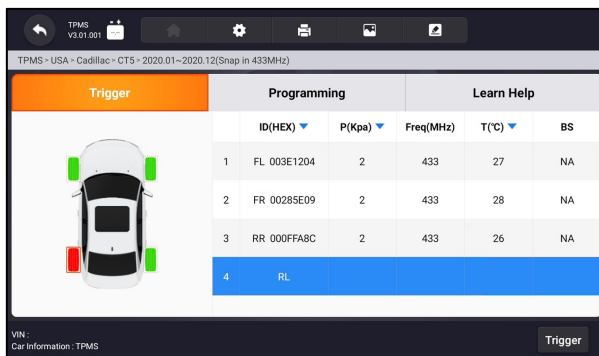 TPMS
V3.01.001
TPMS > USA > Cadillac > CT5 > 2020.01~2020.12(Snap in 433MHz)
Trigger Programming Learn Help
ID(HEX) P(Kpa) Freq(MHz) T(℃) BS
1 FL 003E1204 2 433 27 NA
2 FR 00285E09 2 433 28 NA
3 RR 000FFA8C 2 433 26 NA
4 RL
VIN :
Car Information : TPMS
Trigger